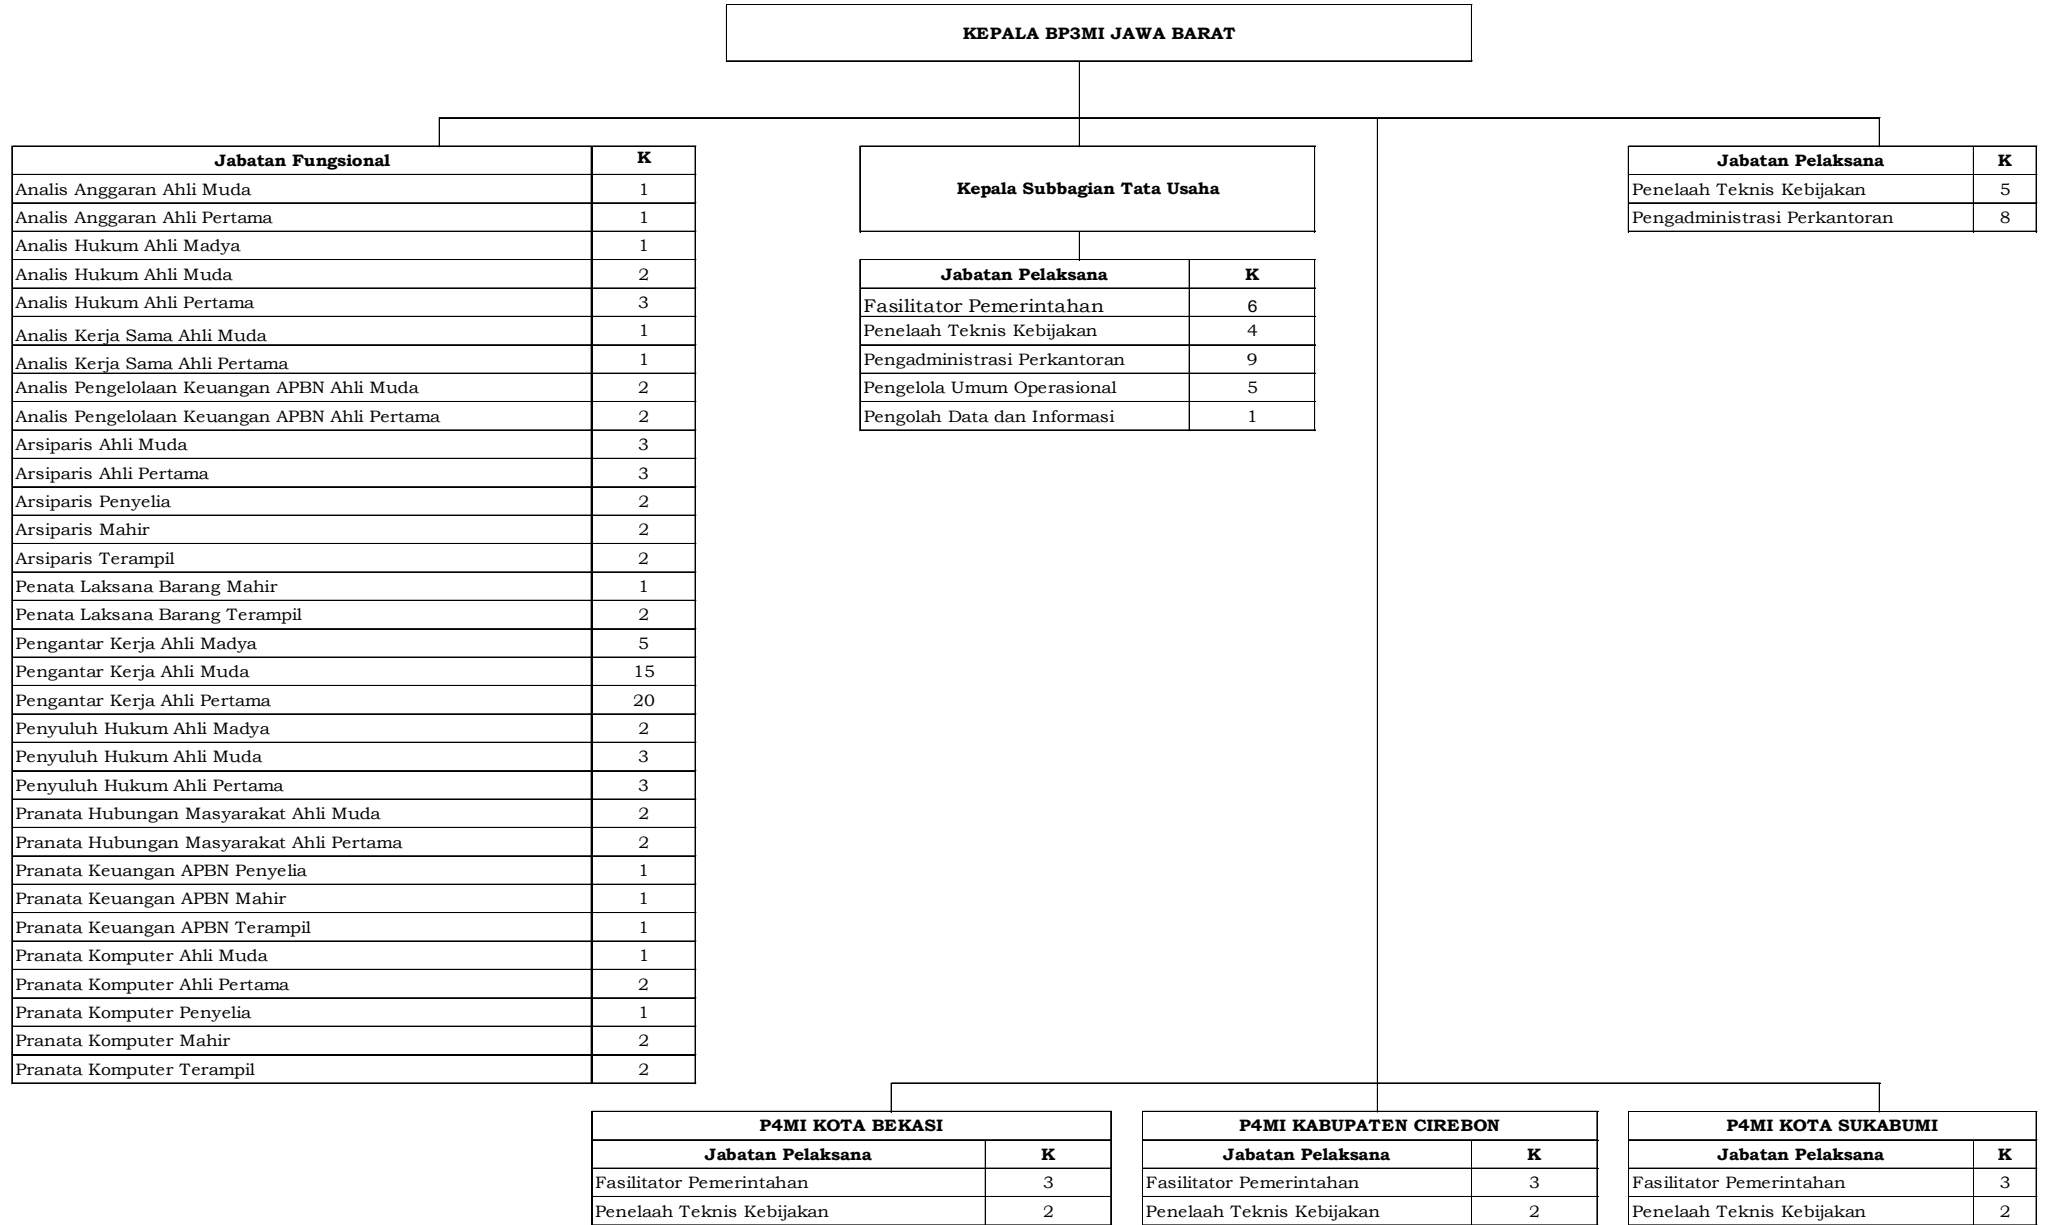 KEPALA BP3MI JAWA BARAT
Jabatan Fungsional K
Analis Anggaran Ahli Muda 1
Analis Anggaran Ahli Pertama 1
Analis Hukum Ahli Madya 1
Analis Hukum Ahli Muda 2
Analis Hukum Ahli Pertama 3
Analis Kerja Sama Ahli Muda 1
Analis Kerja Sama Ahli Pertama 1
Analis Pengelolaan Keuangan APBN Ahli Muda 2
Analis Pengelolaan Keuangan APBN Ahli Pertama 2
Arsiparis Ahli Muda 3
Arsiparis Ahli Pertama 3
Arsiparis Penyelia 2
Arsiparis Mahir 2
Arsiparis Terampil 2
Penata Laksana Barang Mahir 1
Penata Laksana Barang Terampil 2
Pengantar Kerja Ahli Madya 5
Pengantar Kerja Ahli Muda 15
Pengantar Kerja Ahli Pertama 20
Penyuluh Hukum Ahli Madya 2
Penyuluh Hukum Ahli Muda 3
Penyuluh Hukum Ahli Pertama 3
Pranata Hubungan Masyarakat Ahli Muda 2
Pranata Hubungan Masyarakat Ahli Pertama 2
Pranata Keuangan APBN Penyelia 1
Pranata Keuangan APBN Mahir 1
Pranata Keuangan APBN Terampil 1
Pranata Komputer Ahli Muda 1
Pranata Komputer Ahli Pertama 2
Pranata Komputer Penyelia 1
Pranata Komputer Mahir 2
Pranata Komputer Terampil 2
Kepala Subbagian Tata Usaha
Jabatan Pelaksana K
Fasilitator Pemerintahan 6
Penelaah Teknis Kebijakan 4
Pengadministrasi Perkantoran 9
Pengelola Umum Operasional 5
Pengolah Data dan Informasi 1
Jabatan Pelaksana K
Penelaah Teknis Kebijakan 5
Pengadministrasi Perkantoran 8
P4MI KOTA BEKASI
Jabatan Pelaksana K
Fasilitator Pemerintahan 3
Penelaah Teknis Kebijakan 2
P4MI KABUPATEN CIREBON
Jabatan Pelaksana K
Fasilitator Pemerintahan 3
Penelaah Teknis Kebijakan 2
P4MI KOTA SUKABUMI
Jabatan Pelaksana K
Fasilitator Pemerintahan 3
Penelaah Teknis Kebijakan 2